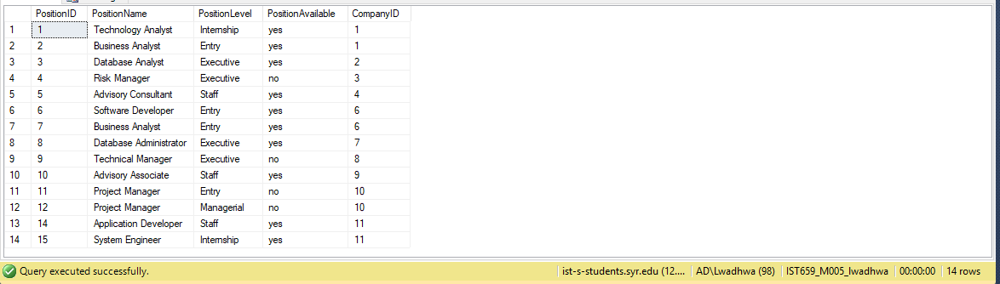 PositionID PositionName PositionLevel PositionAvailable CompanyID
1 1 Technology Analyst Internship yes 1
2 2 Business Analyst Entry yes 1
3 3 Database Analyst Executive yes 2
4 4 Risk Manager Executive no 3
5 5 Advisory Consultant Staff yes 4
6 6 Software Developer Entry yes 6
7 7 Business Analyst Entry yes 6
8 8 Database Administrator Executive yes 7
9 9 Technical Manager Executive no 8
10 10 Advisory Associate Staff yes 9
11 11 Project Manager Entry no 10
12 12 Project Manager Managerial no 10
13 14 Application Developer Staff yes 11
14 15 System Engineer Internship yes 11
Query executed successfully. ist-s-students.syr.edu (12.... AD\Lwadhwa (98) IST659_M005_lwadhwa 00:00:00 14 rows